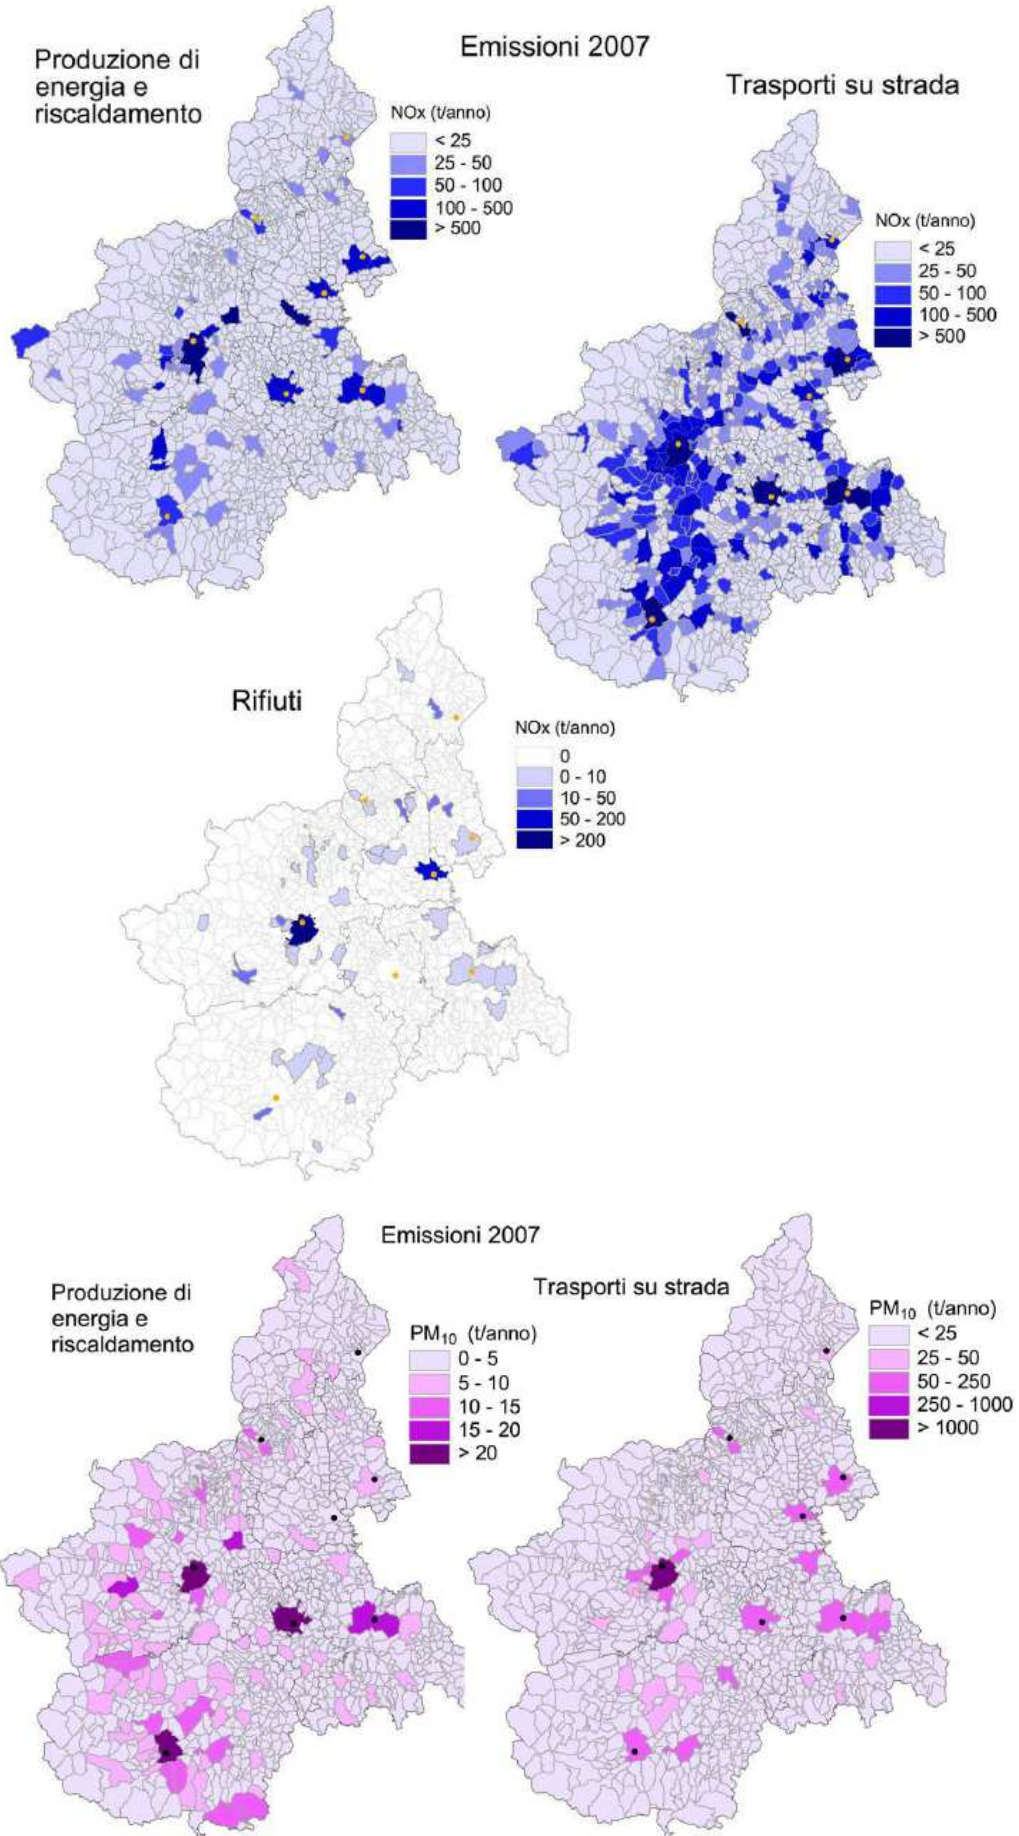 Emissioni 2007
Produzione di
energia e
riscaldamento
NOx (t/anno)
< 25
25 - 50
50 - 100
100 - 500
> 500
Trasporti su strada
NOx (t/anno)
< 25
25 - 50
50 - 100
100 - 500
> 500
Rifiuti
NOx (t/anno)
0
0 - 10
10 - 50
50 - 200
> 200
Emissioni 2007
Produzione di
energia e
riscaldamento
PM₁₀ (t/anno)
0 - 5
5 - 10
10 - 15
15 - 20
> 20
Trasporti su strada
PM₁₀ (t/anno)
< 25
25 - 50
50 - 250
250 - 1000
> 1000